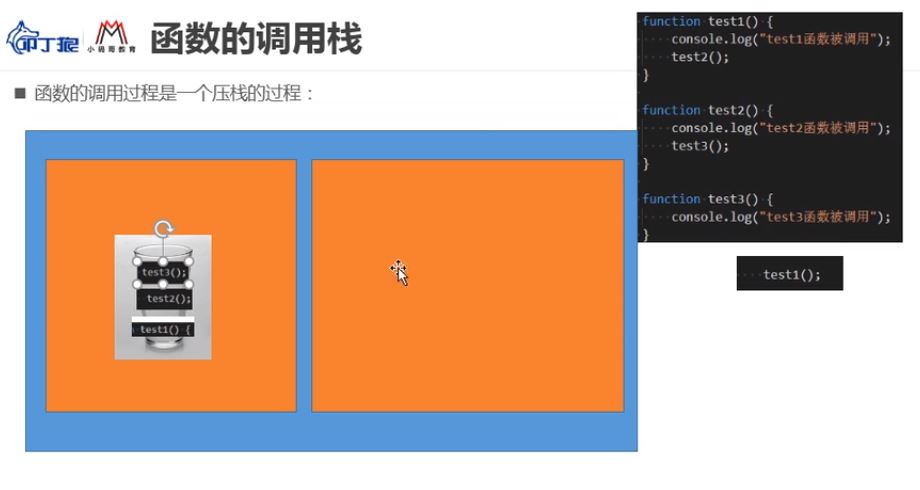 叩丁狼
小码哥教育
函数的调用栈
■ 函数的调用过程是一个压栈的过程：
test3();
test2();
test1() {
function test1() {
console.log("test1函数被调用");
test2();
}
function test2() {
console.log("test2函数被调用");
test3();
}
function test3() {
console.log("test3函数被调用");
}
test1();